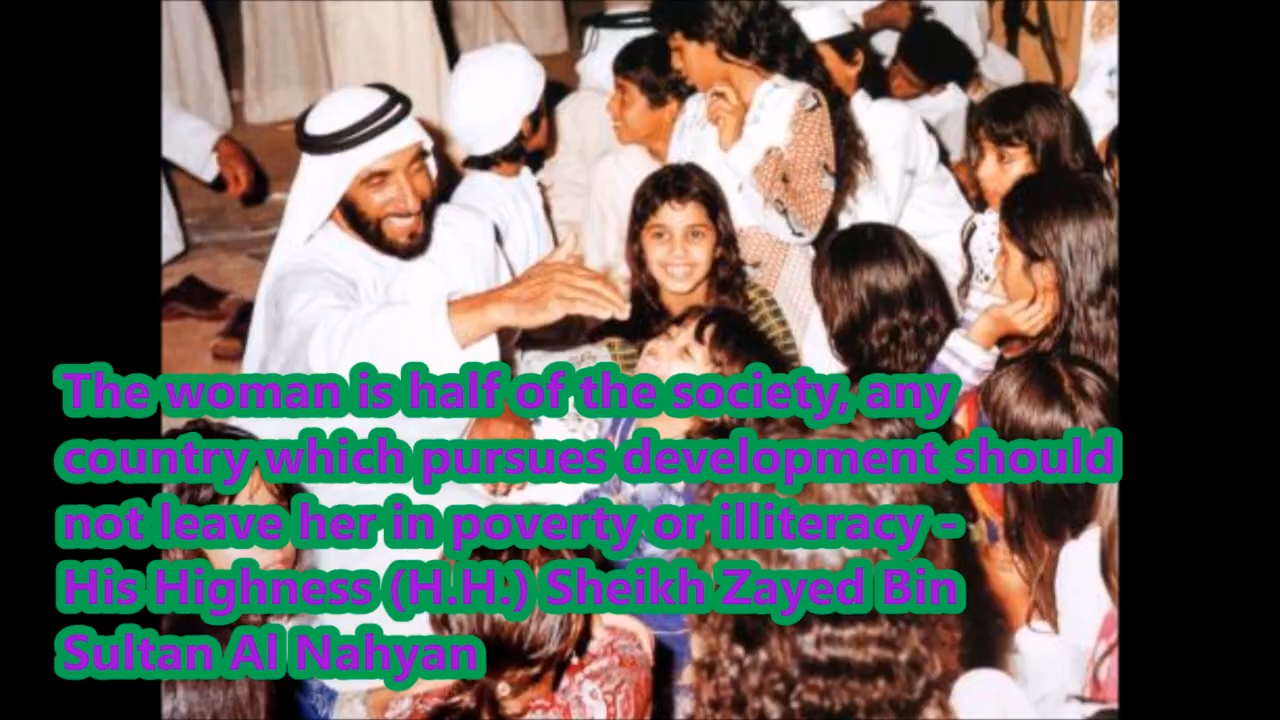 The woman is half of the society, any
country which pursues development should
not leave her in poverty or illiteracy -
His Highness (H.H.) Sheikh Zayed Bin
Sultan Al Nahyan